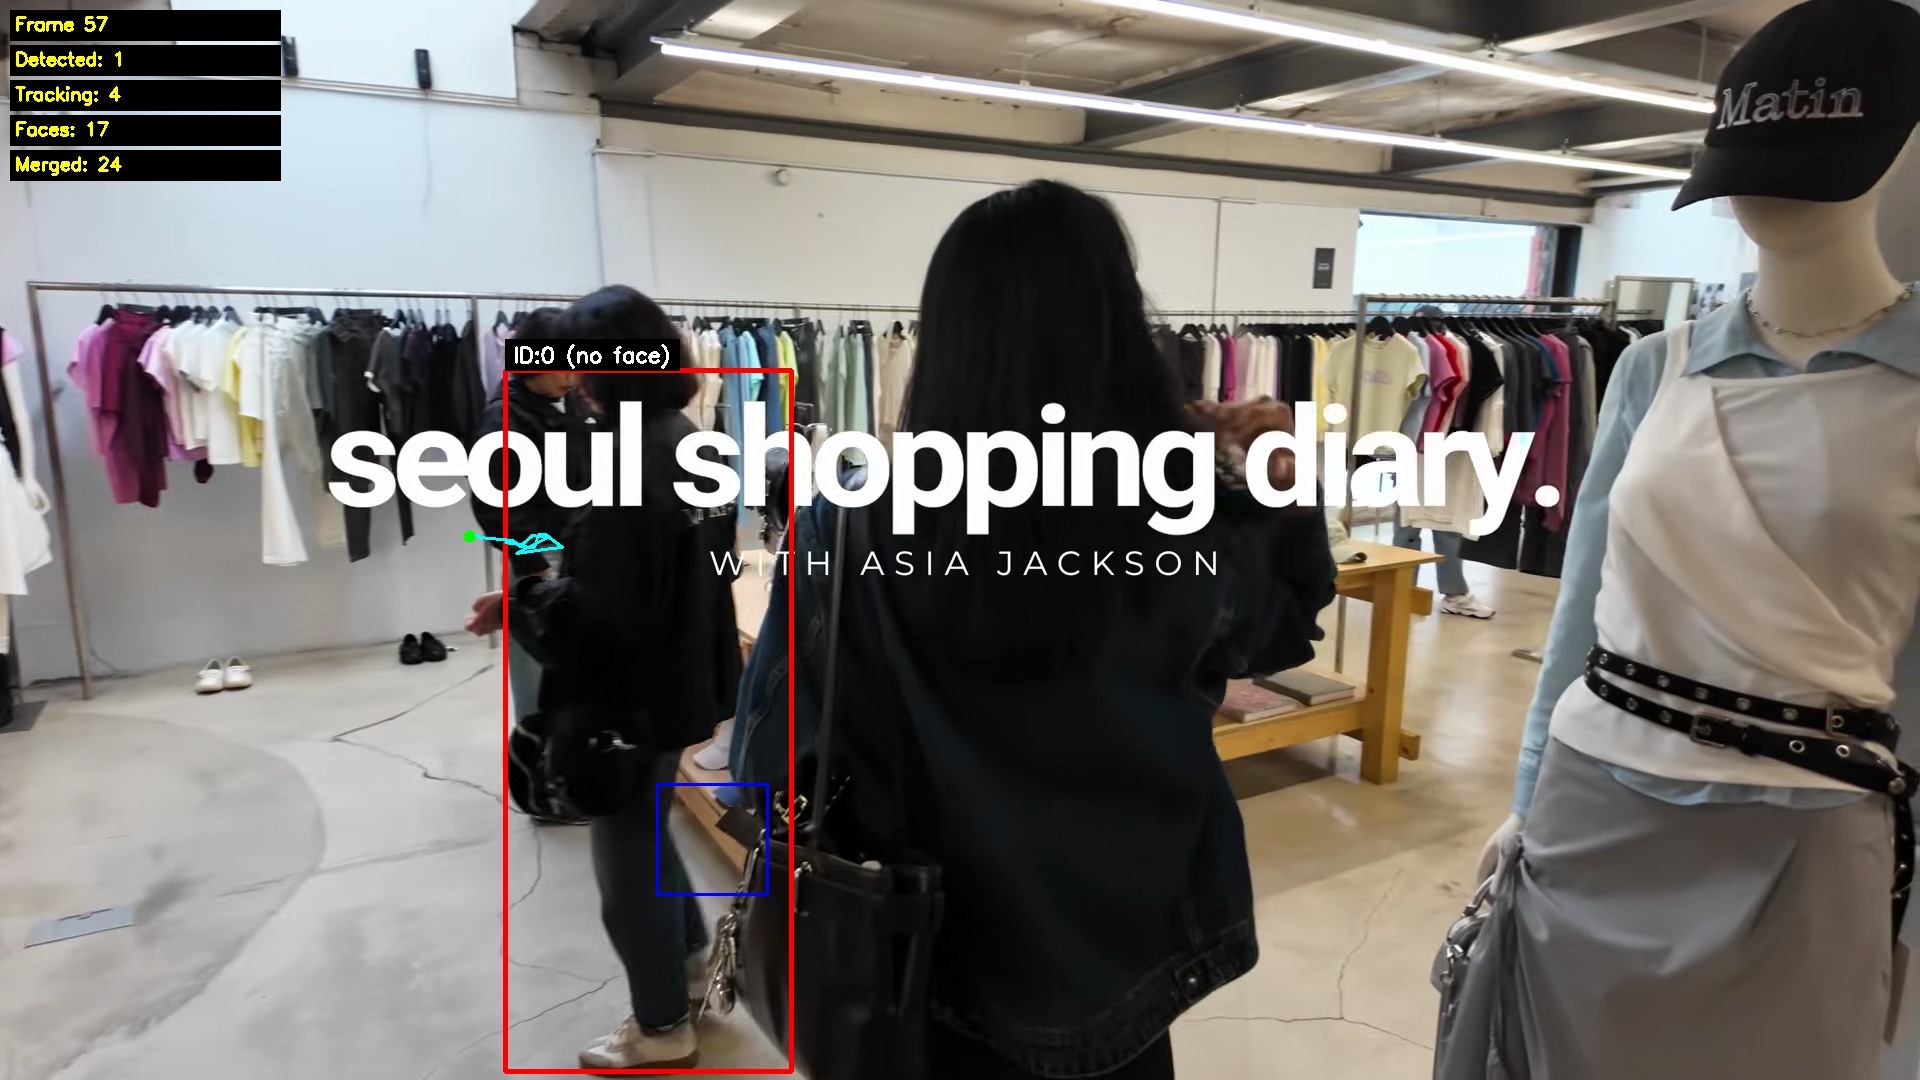 Frame 57
Detected: 1
Tracking: 4
Faces: 17
Merged: 24
Matin
ID:0 (no face)
seoul shopping diary.
WITH ASIA JACKSON